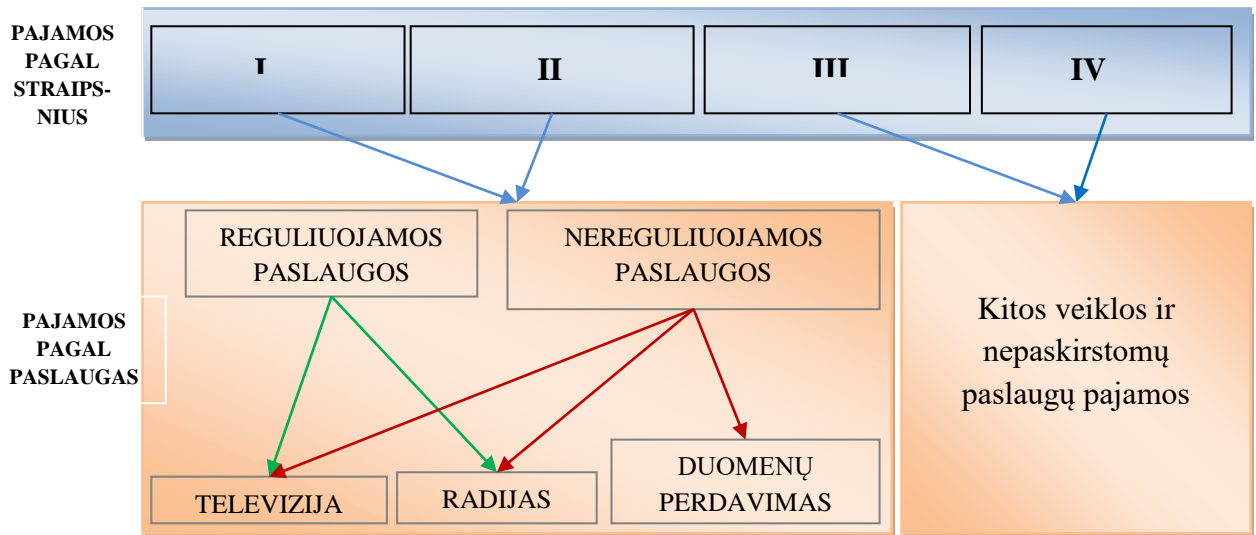 PAJAMOS
PAGAL
STRAIPS-
NIUS
I
II
III
IV
REGULIUOJAMOS
PASLAUGOS
NEREGULIUOJAMOS
PASLAUGOS
PAJAMOS
PAGAL
PASLAUGAS
Kitos veiklos ir
nepaskirstomų
paslaugų pajamos
TELEVIZIJA
RADIJAS
DUOMENŲ
PERDAVIMAS